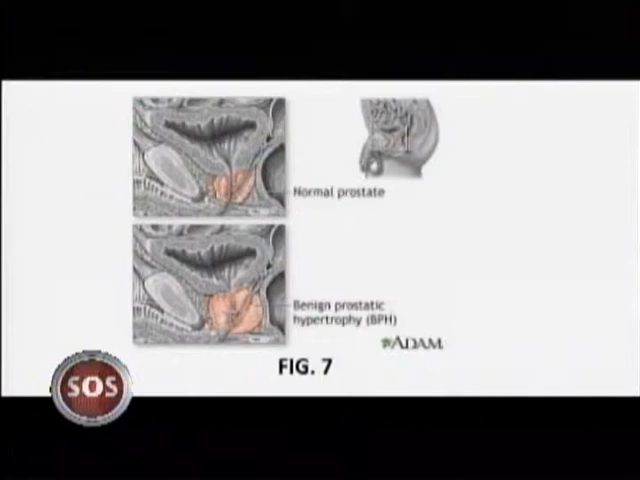 Normal prostate
Benign prostatic
hypertrophy (BPH)
ADAM
FIG. 7
SOS